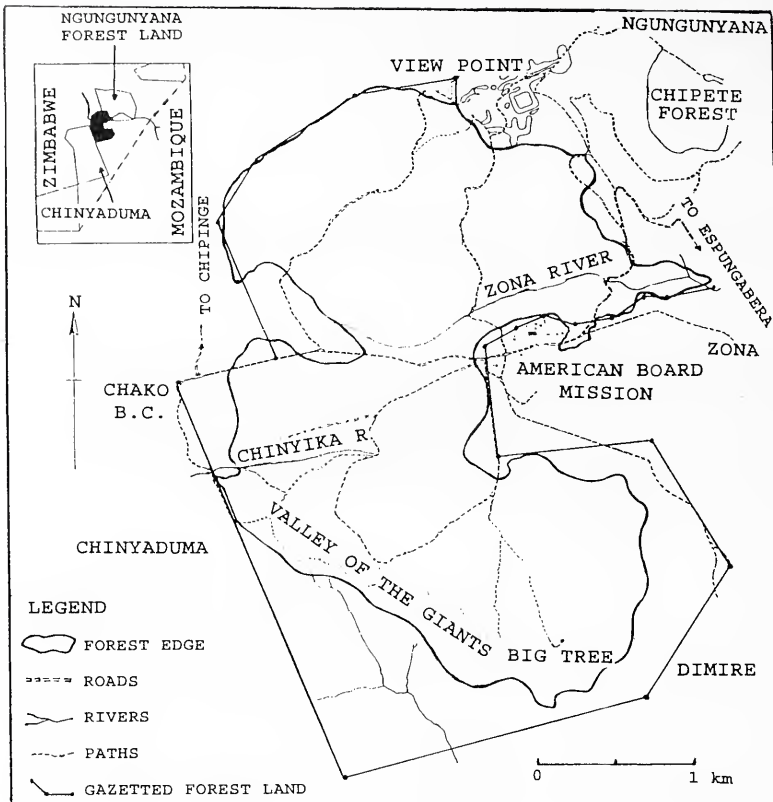 NGUNGUNYANA
FOREST LAND
ZIMBABWE
MOZAMBIQUE
CHINYADUMA
VIEW POINT
NGUNGUNYANA
CHIPETE
FOREST
TO CHIPINGE
TO ESPUNGABERA
ZONA RIVER
ZONA
N
AMERICAN BOARD
MISSION
CHAKO
B.C.
CHINYIKA R
CHINYADUMA
VALLEY OF THE GIANTS
BIG TREE
DIMIRE
LEGEND
FOREST EDGE
ROADS
RIVERS
PATHS
GAZETTED FOREST LAND
0 1 km